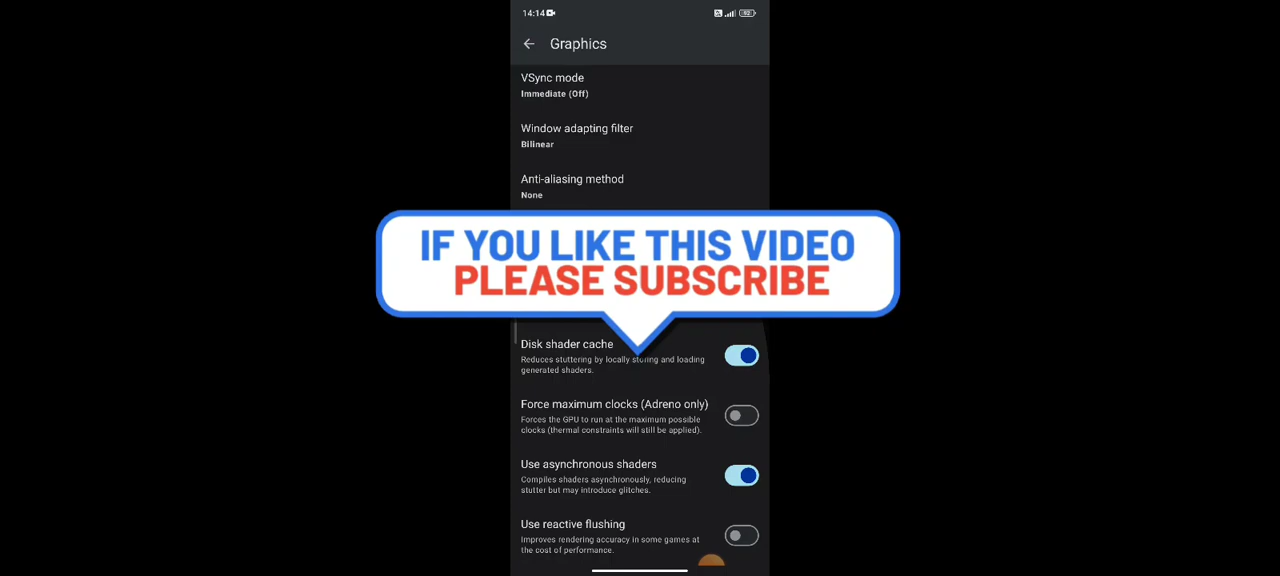 14:14
82
Graphics
VSync mode
Immediate (Off)
Window adapting filter
Bilinear
Anti-aliasing method
None
IF YOU LIKE THIS VIDEO
PLEASE SUBSCRIBE
Disk shader cache
Reduces stuttering by locally storing and loading
generated shaders.
Force maximum clocks (Adreno only)
Forces the GPU to run at the maximum possible
clocks (thermal constraints will still be applied).
Use asynchronous shaders
Compiles shaders asynchronously, reducing
stutter but may introduce glitches.
Use reactive flushing
Improves rendering accuracy in some games at
the cost of performance.